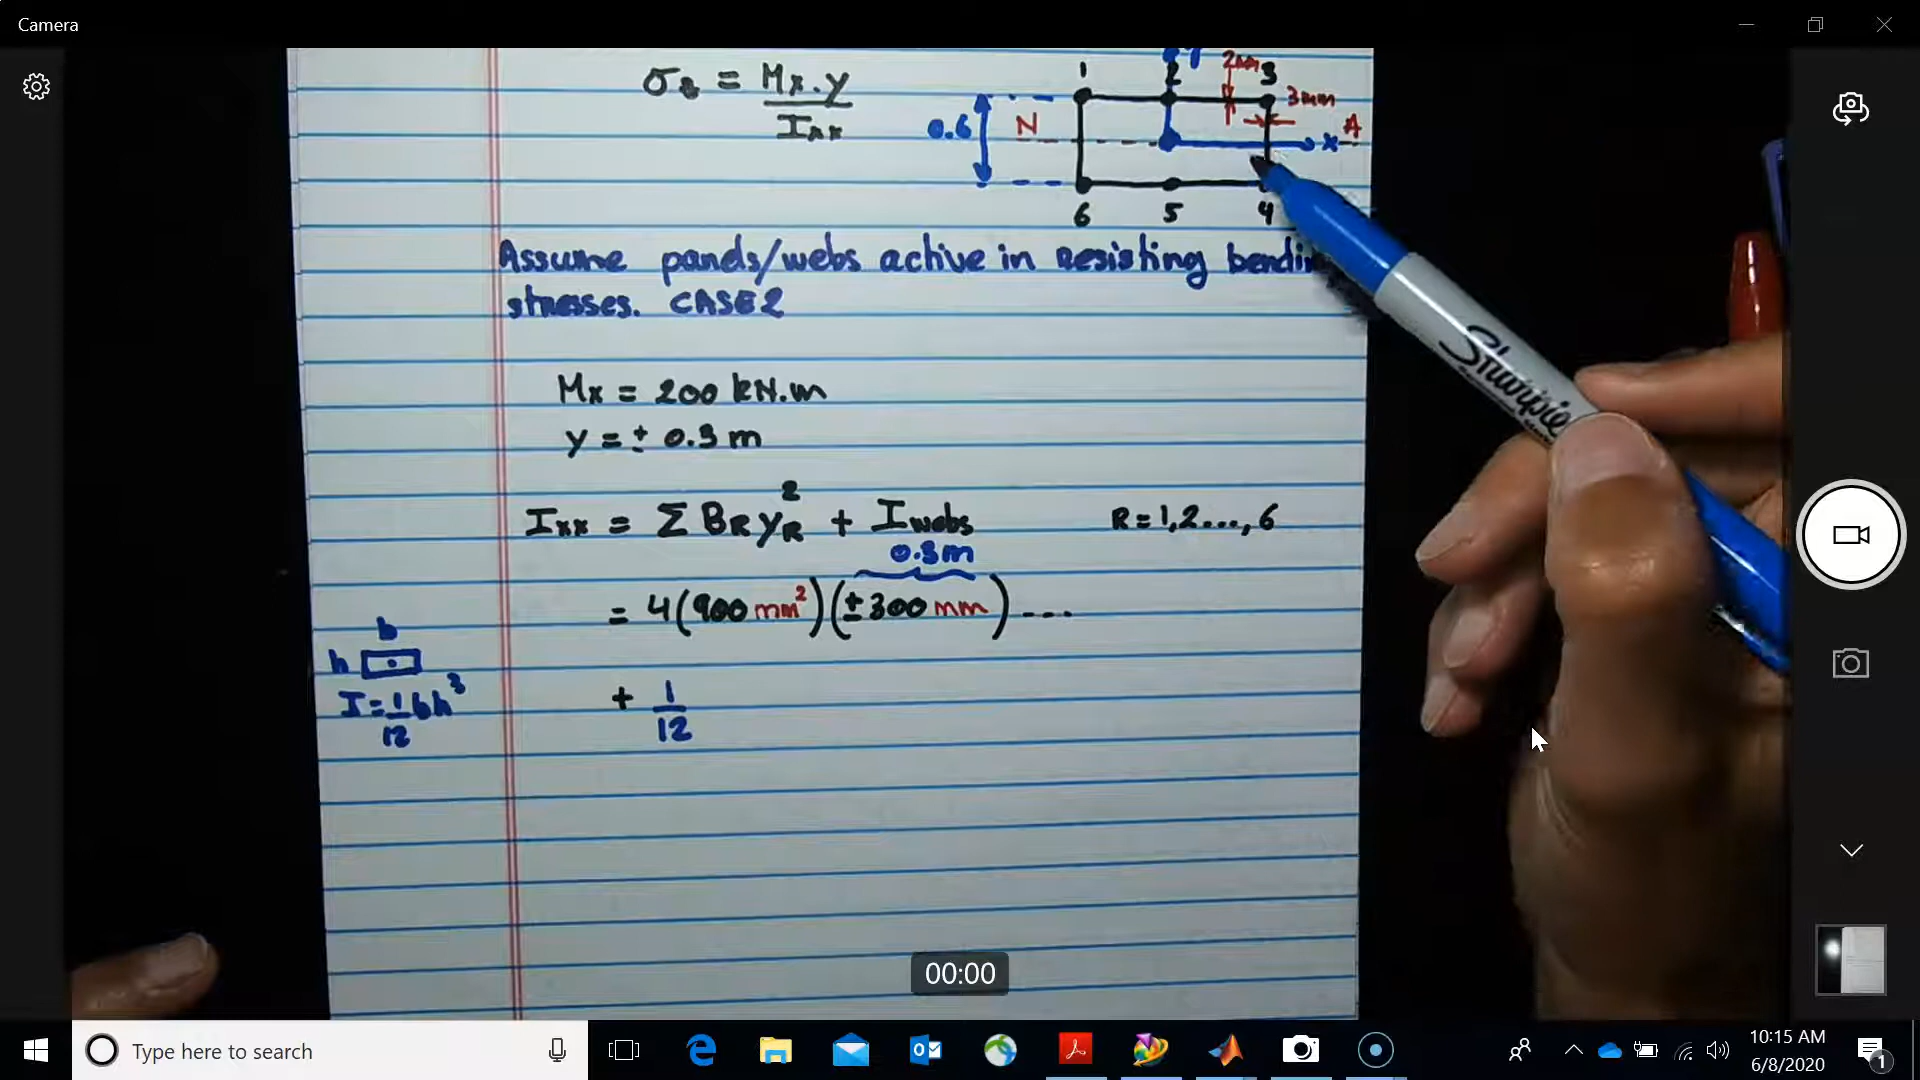 Camera
σz = Mx.y / Ixx
1 2 3
y
2mm
3mm
0.6
N
A
x
6 5 4
Assume panels/webs active in resisting bending
stresses. CASE 2
Mx = 200 kN.m
y = ± 0.3 m
Ixx = Σ BR yR² + Iwebs R = 1,2...,6
0.3m
= 4(900 mm²)(±300 mm)...
b
h
I = 1/12 bh³
+ 1/12
Sharpie
00:00
Type here to search
10:15 AM
6/8/2020
1